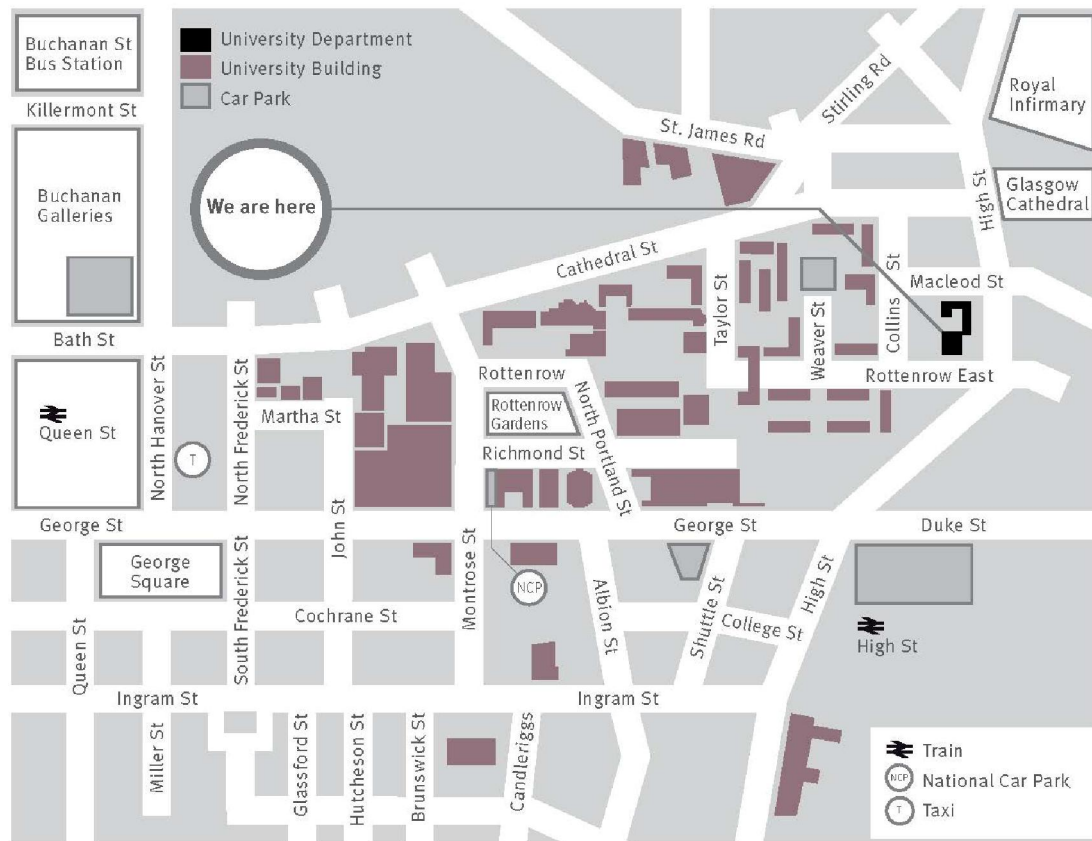 Buchanan St
Bus Station
University Department
University Building
Car Park
Killermont St
Stirling Rd
Royal
Infirmary
St. James Rd
Buchanan
Galleries
We are here
High St
Glasgow
Cathedral
Cathedral St
Taylor St
Weaver St
Collins St
Macleod St
Bath St
Rottenrow
Rottenrow East
North Hanover St
North Frederick St
Martha St
Queen St
T
Rottenrow
Gardens
North Portland St
Richmond St
George St
John St
Montrose St
George St
Duke St
George
Square
South Frederick St
NCP
Albion St
Shuttle St
High St
Cochrane St
College St
High St
Queen St
Ingram St
Ingram St
Miller St
Glassford St
Hutcheson St
Brunswick St
Candleriggs
Train
NCP
National Car Park
T
Taxi